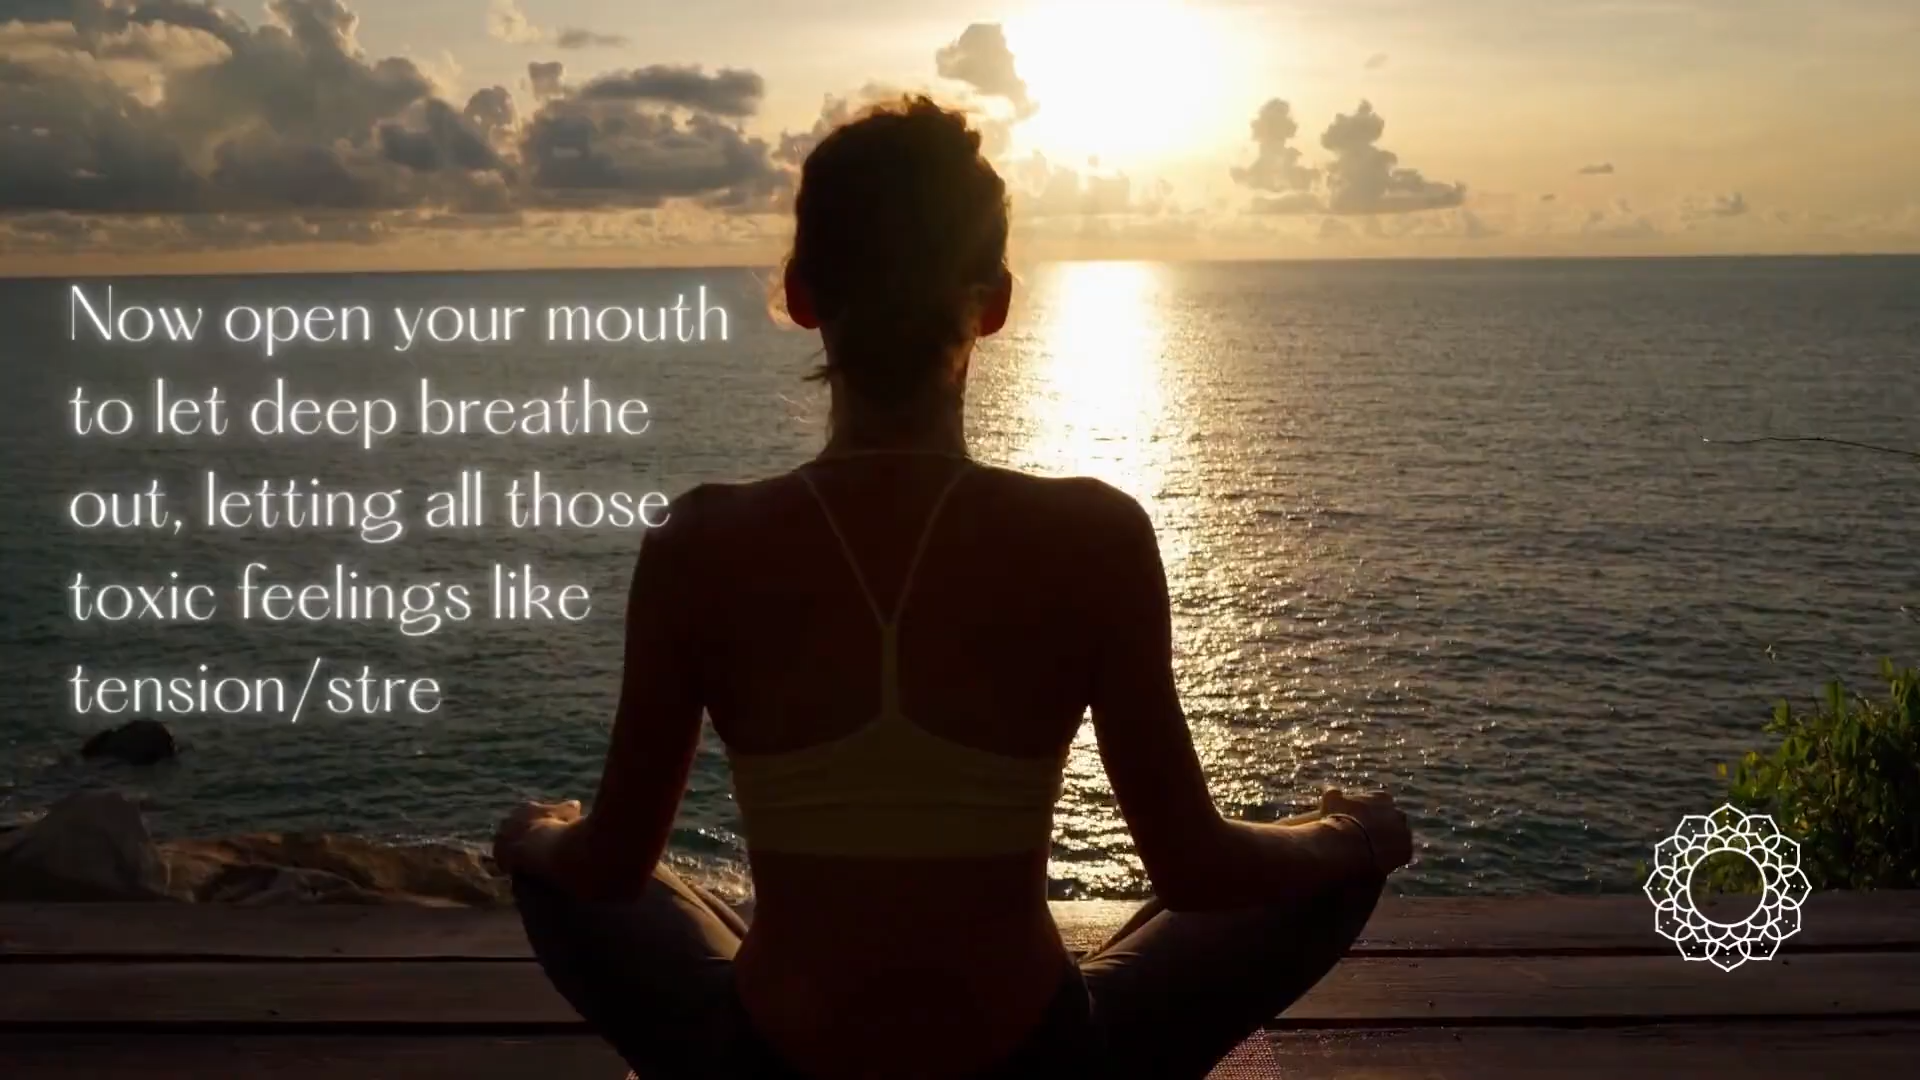 Now open your mouth
to let deep breathe
out, letting all those
toxic feelings like
tension/stre